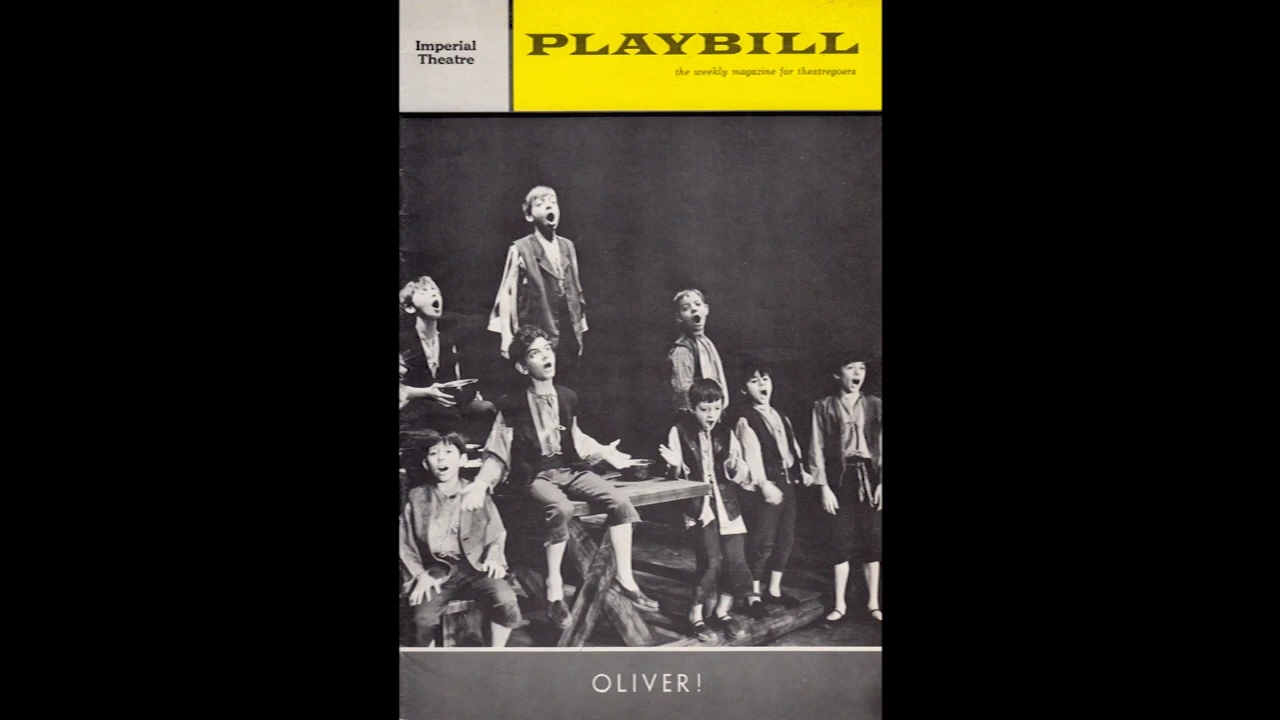 Imperial
Theatre
PLAYBILL
the weekly magazine for theatregoers
OLIVER!